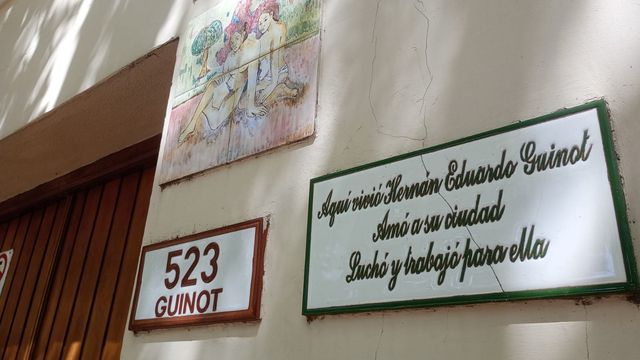 523
GUINOT
Aquí vivió Hernán Eduardo Guinot
Amó a su ciudad
Luchó y trabajó para ella